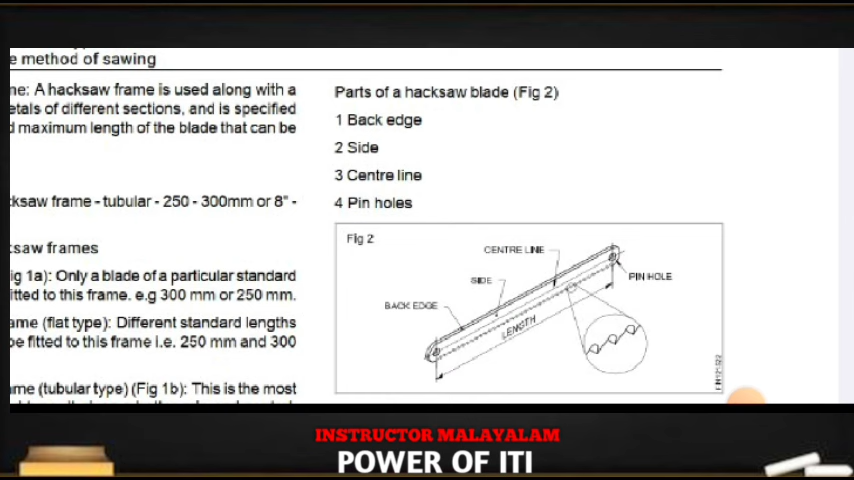 e method of sawing
ne: A hacksaw frame is used along with a
etals of different sections, and is specified
d maximum length of the blade that can be
cksaw frame - tubular - 250 - 300mm or 8" -
ksaw frames
ig 1a): Only a blade of a particular standard
itted to this frame. e.g 300 mm or 250 mm.
ame (flat type): Different standard lengths
be fitted to this frame i.e. 250 mm and 300
me (tubular type) (Fig 1b): This is the most
Parts of a hacksaw blade (Fig 2)
1 Back edge
2 Side
3 Centre line
4 Pin holes
Fig 2
CENTRE LINE
PIN HOLE
SIDE
BACK EDGE
LENGTH
INSTRUCTOR MALAYALAM
POWER OF ITI